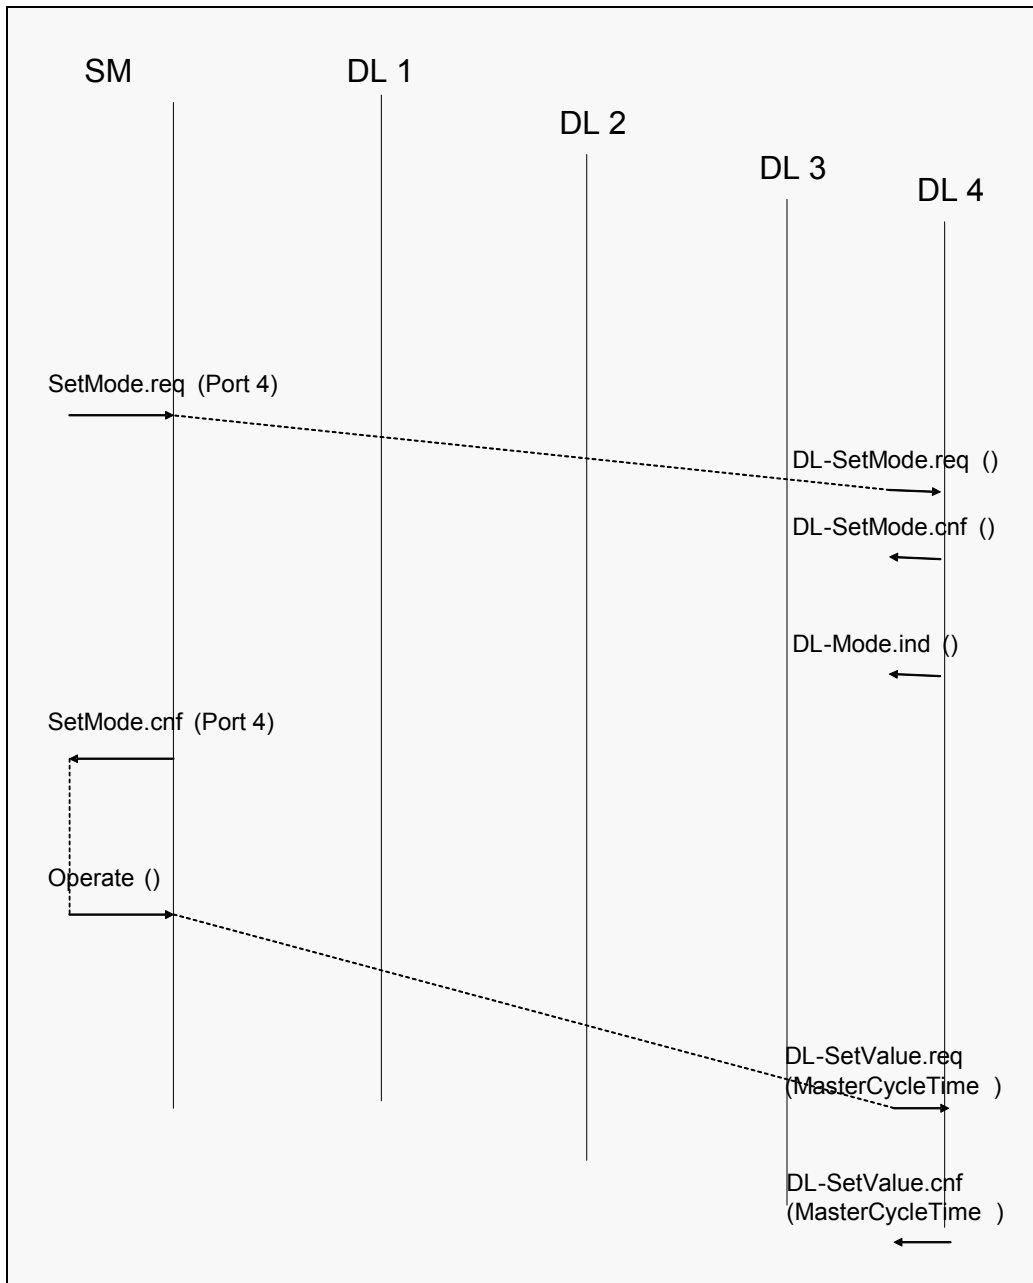 SM
DL 1
DL 2
DL 3
DL 4
SetMode.req (Port 4)
DL-SetMode.req ()
DL-SetMode.cnf ()
DL-Mode.ind ()
SetMode.cnf (Port 4)
Operate ()
DL-SetValue.req
(MasterCycleTime )
DL-SetValue.cnf
(MasterCycleTime )